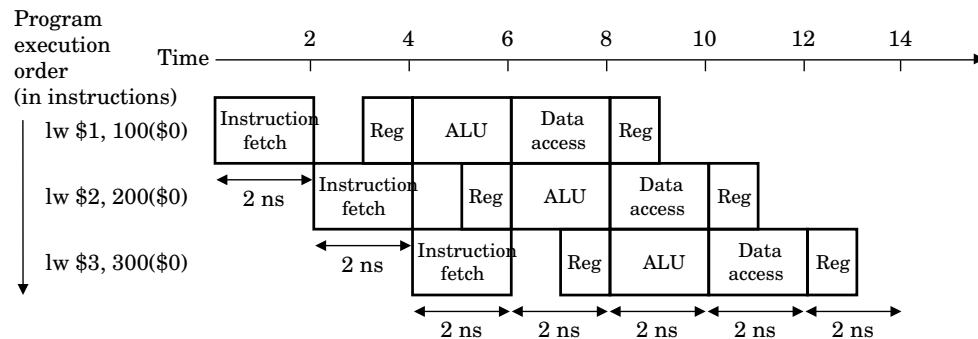 Program
execution
order
(in instructions)
Time
2 4 6 8 10 12 14
lw $1, 100($0)
Instruction
fetch
Reg
ALU
Data
access
Reg
2 ns
lw $2, 200($0)
Instruction
fetch
Reg
ALU
Data
access
Reg
2 ns
lw $3, 300($0)
Instruction
fetch
Reg
ALU
Data
access
Reg
2 ns 2 ns 2 ns 2 ns 2 ns